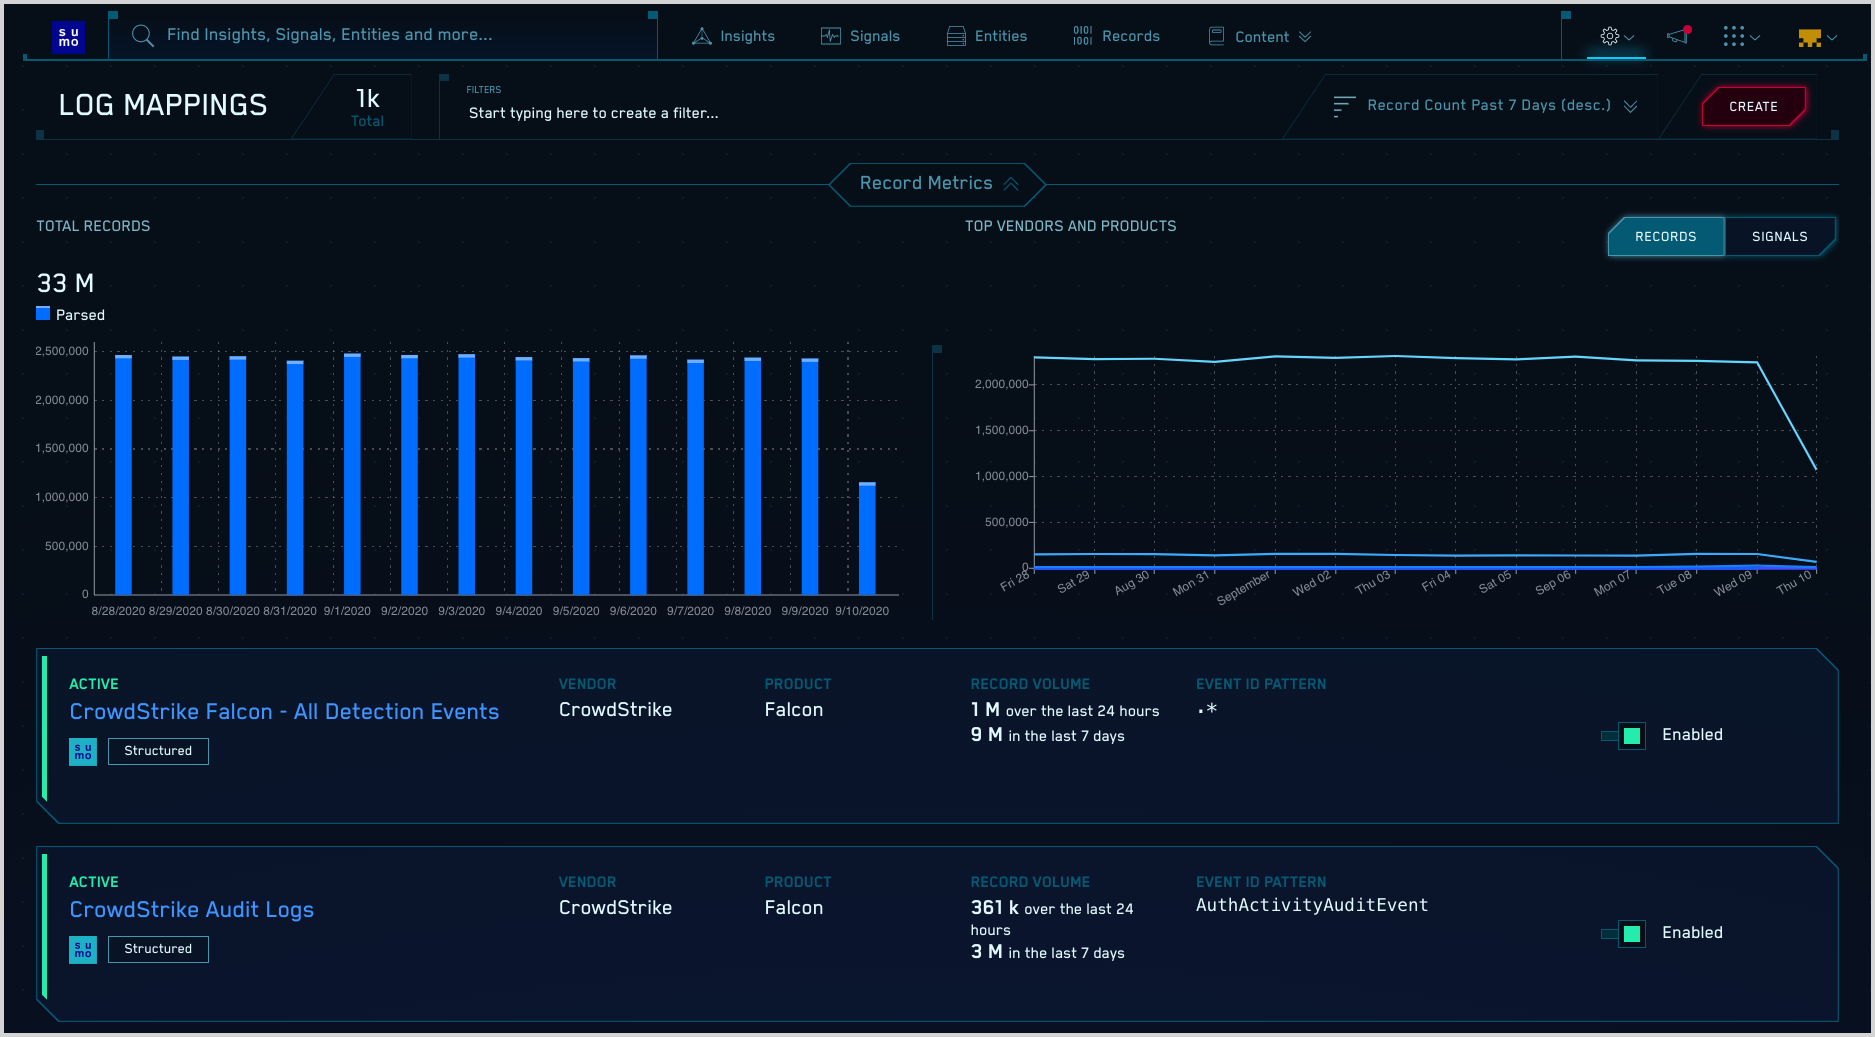 su
mo
Find Insights, Signals, Entities and more...
Insights
Signals
Entities
Records
Content
LOG MAPPINGS
1k
Total
FILTERS
Start typing here to create a filter...
Record Count Past 7 Days (desc.)
CREATE
Record Metrics
TOTAL RECORDS
TOP VENDORS AND PRODUCTS
RECORDS
SIGNALS
33 M
Parsed
2,500,000
2,000,000
1,500,000
1,000,000
500,000
0
8/28/2020 8/29/2020 8/30/2020 8/31/2020 9/1/2020 9/2/2020 9/3/2020 9/4/2020 9/5/2020 9/6/2020 9/7/2020 9/8/2020 9/9/2020 9/10/2020
2,000,000
1,500,000
1,000,000
500,000
0
Fri 28 Sat 29 Aug 30 Mon 31 September Wed 02 Thu 03 Fri 04 Sat 05 Sep 06 Mon 07 Tue 08 Wed 09 Thu 10
ACTIVE
CrowdStrike Falcon - All Detection Events
su
mo
Structured
VENDOR
CrowdStrike
PRODUCT
Falcon
RECORD VOLUME
1 M over the last 24 hours
9 M in the last 7 days
EVENT ID PATTERN
.*
Enabled
ACTIVE
CrowdStrike Audit Logs
su
mo
Structured
VENDOR
CrowdStrike
PRODUCT
Falcon
RECORD VOLUME
361 k over the last 24
hours
3 M in the last 7 days
EVENT ID PATTERN
AuthActivityAuditEvent
Enabled